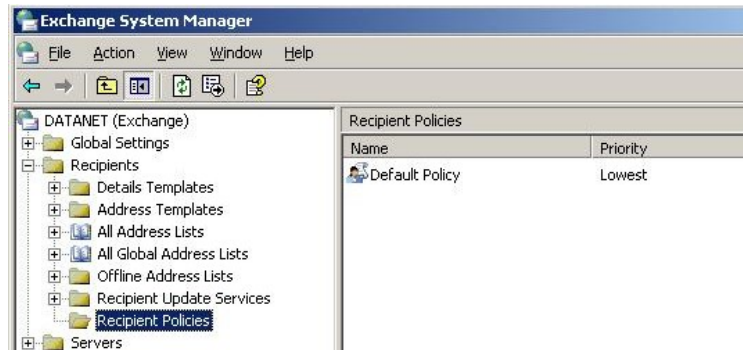 Exchange System Manager
File Action View Window Help
DATANET (Exchange)
Global Settings
Recipients
Details Templates
Address Templates
All Address Lists
All Global Address Lists
Offline Address Lists
Recipient Update Services
Recipient Policies
Servers
Recipient Policies
Name Priority
Default Policy Lowest